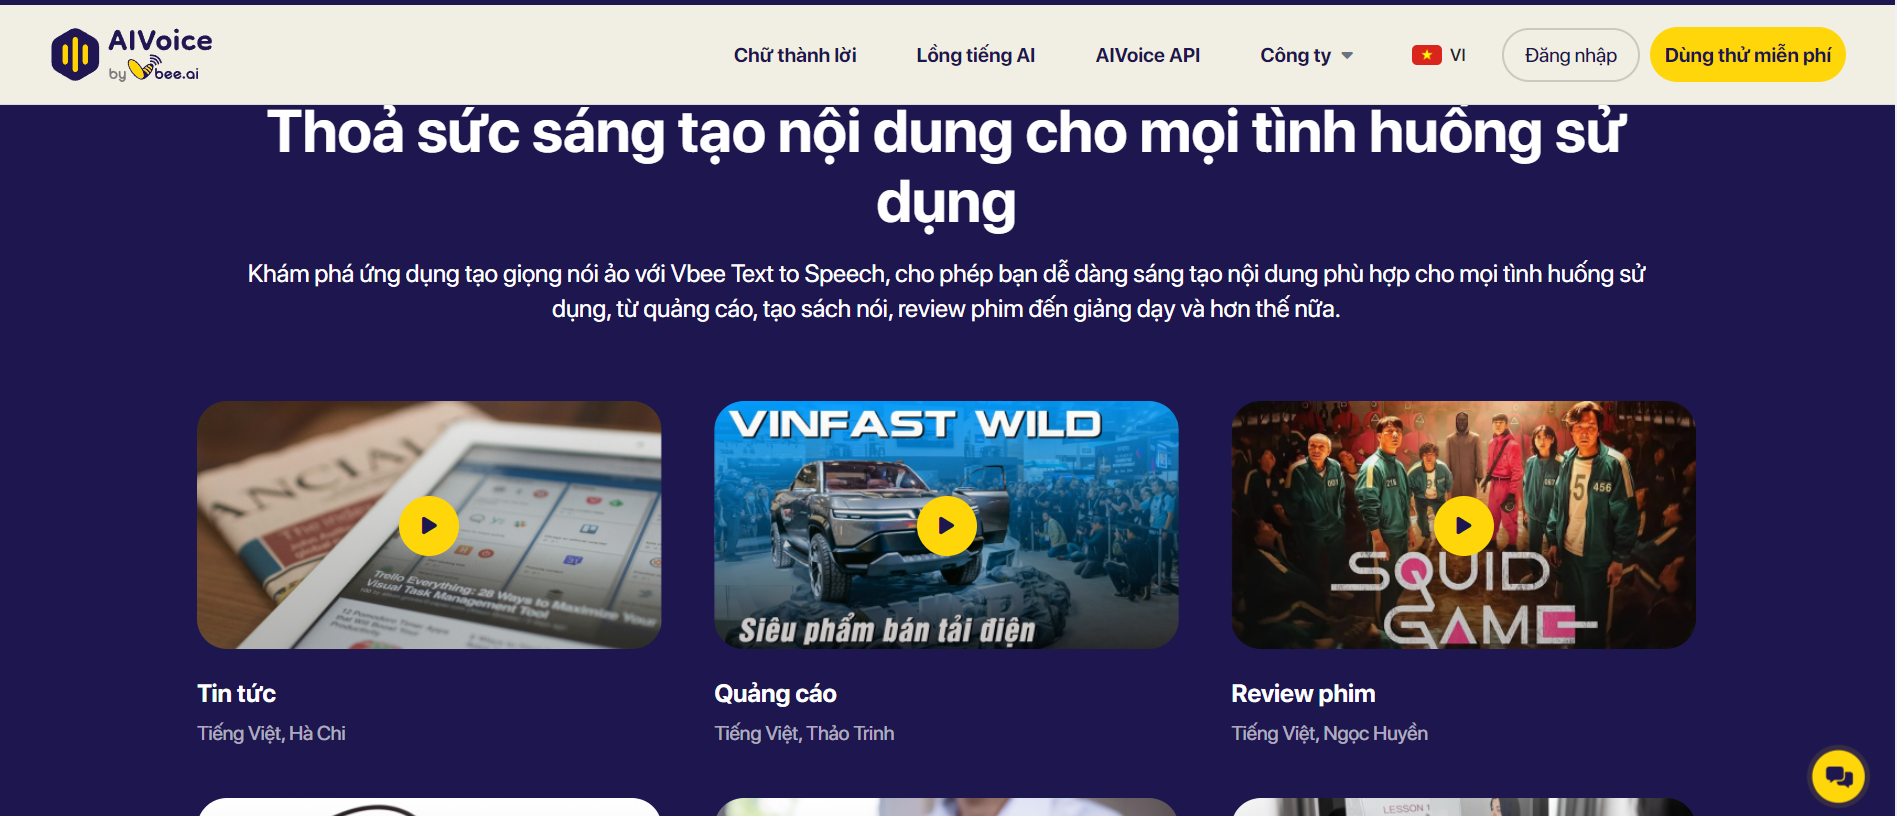 AIVoice
by Vbee.ai
Chữ thành lời
Lồng tiếng AI
AIVoice API
Công ty
VI
Đăng nhập
Dùng thử miễn phí
Thoả sức sáng tạo nội dung cho mọi tình huống sử
dụng
Khám phá ứng dụng tạo giọng nói ảo với Vbee Text to Speech, cho phép bạn dễ dàng sáng tạo nội dung phù hợp cho mọi tình huống sử
dụng, từ quảng cáo, tạo sách nói, review phim đến giảng dạy và hơn thế nữa.
ANCIAL
Trello Everything: 28 Ways to Maximize Your
Visual Task Management Tool
12 Pomodoro Timer Apps
that Will Boost Your
Productivity
VINFAST WILD
Siêu phẩm bán tải điện
001
218
5
456
SQUID
GAME
Tin tức
Tiếng Việt, Hà Chi
Quảng cáo
Tiếng Việt, Thảo Trinh
Review phim
Tiếng Việt, Ngọc Huyền
LESSON 1